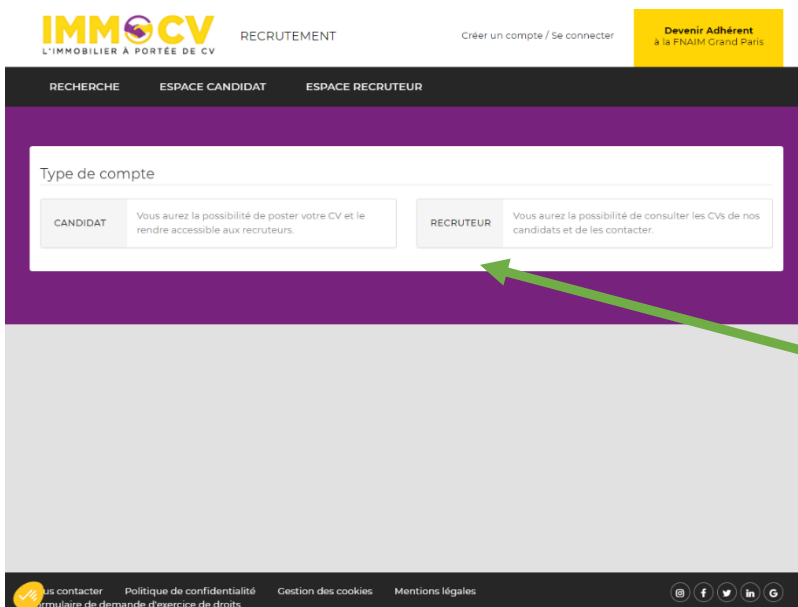 IMMOCV
L'IMMOBILIER À PORTÉE DE CV
RECRUTEMENT
Créer un compte / Se connecter
Devenir Adhérent
à la FNAIM Grand Paris
RECHERCHE ESPACE CANDIDAT ESPACE RECRUTEUR
Type de compte
CANDIDAT
Vous aurez la possibilité de poster votre CV et le
rendre accessible aux recruteurs.
RECRUTEUR
Vous aurez la possibilité de consulter les CVs de nos
candidats et de les contacter.
us contacter Politique de confidentialité Gestion des cookies Mentions légales
ormulaire de demande d'exercice de droits